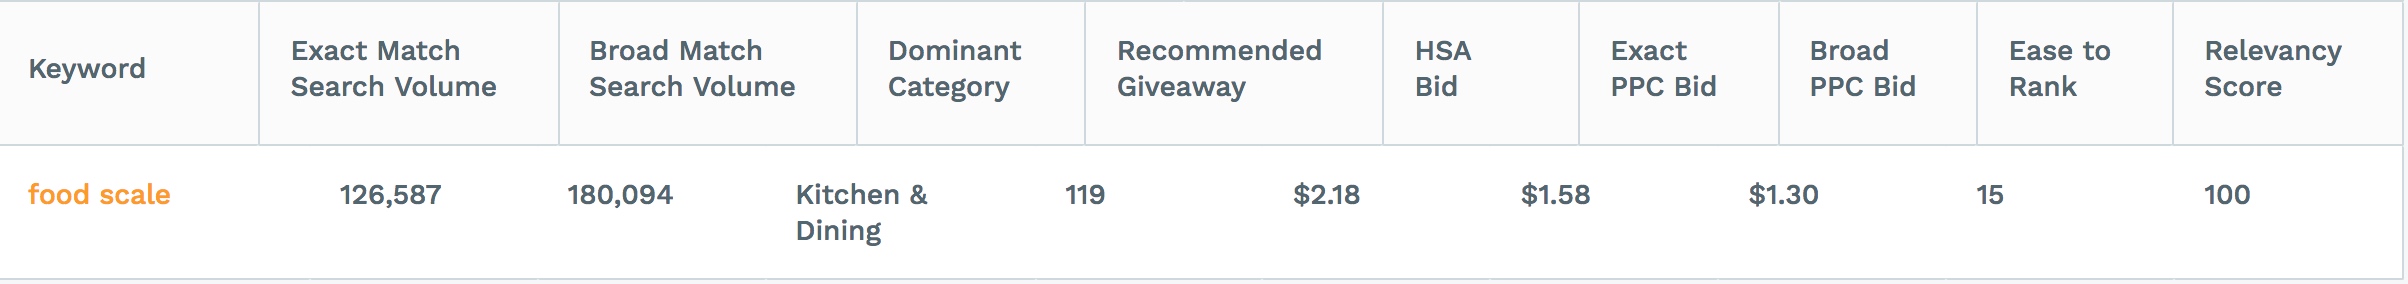 Keyword
Exact Match
Search Volume
Broad Match
Search Volume
Dominant
Category
Recommended
Giveaway
HSA
Bid
Exact
PPC Bid
Broad
PPC Bid
Ease to
Rank
Relevancy
Score
food scale
126,587
180,094
Kitchen &
Dining
119
$2.18
$1.58
$1.30
15
100